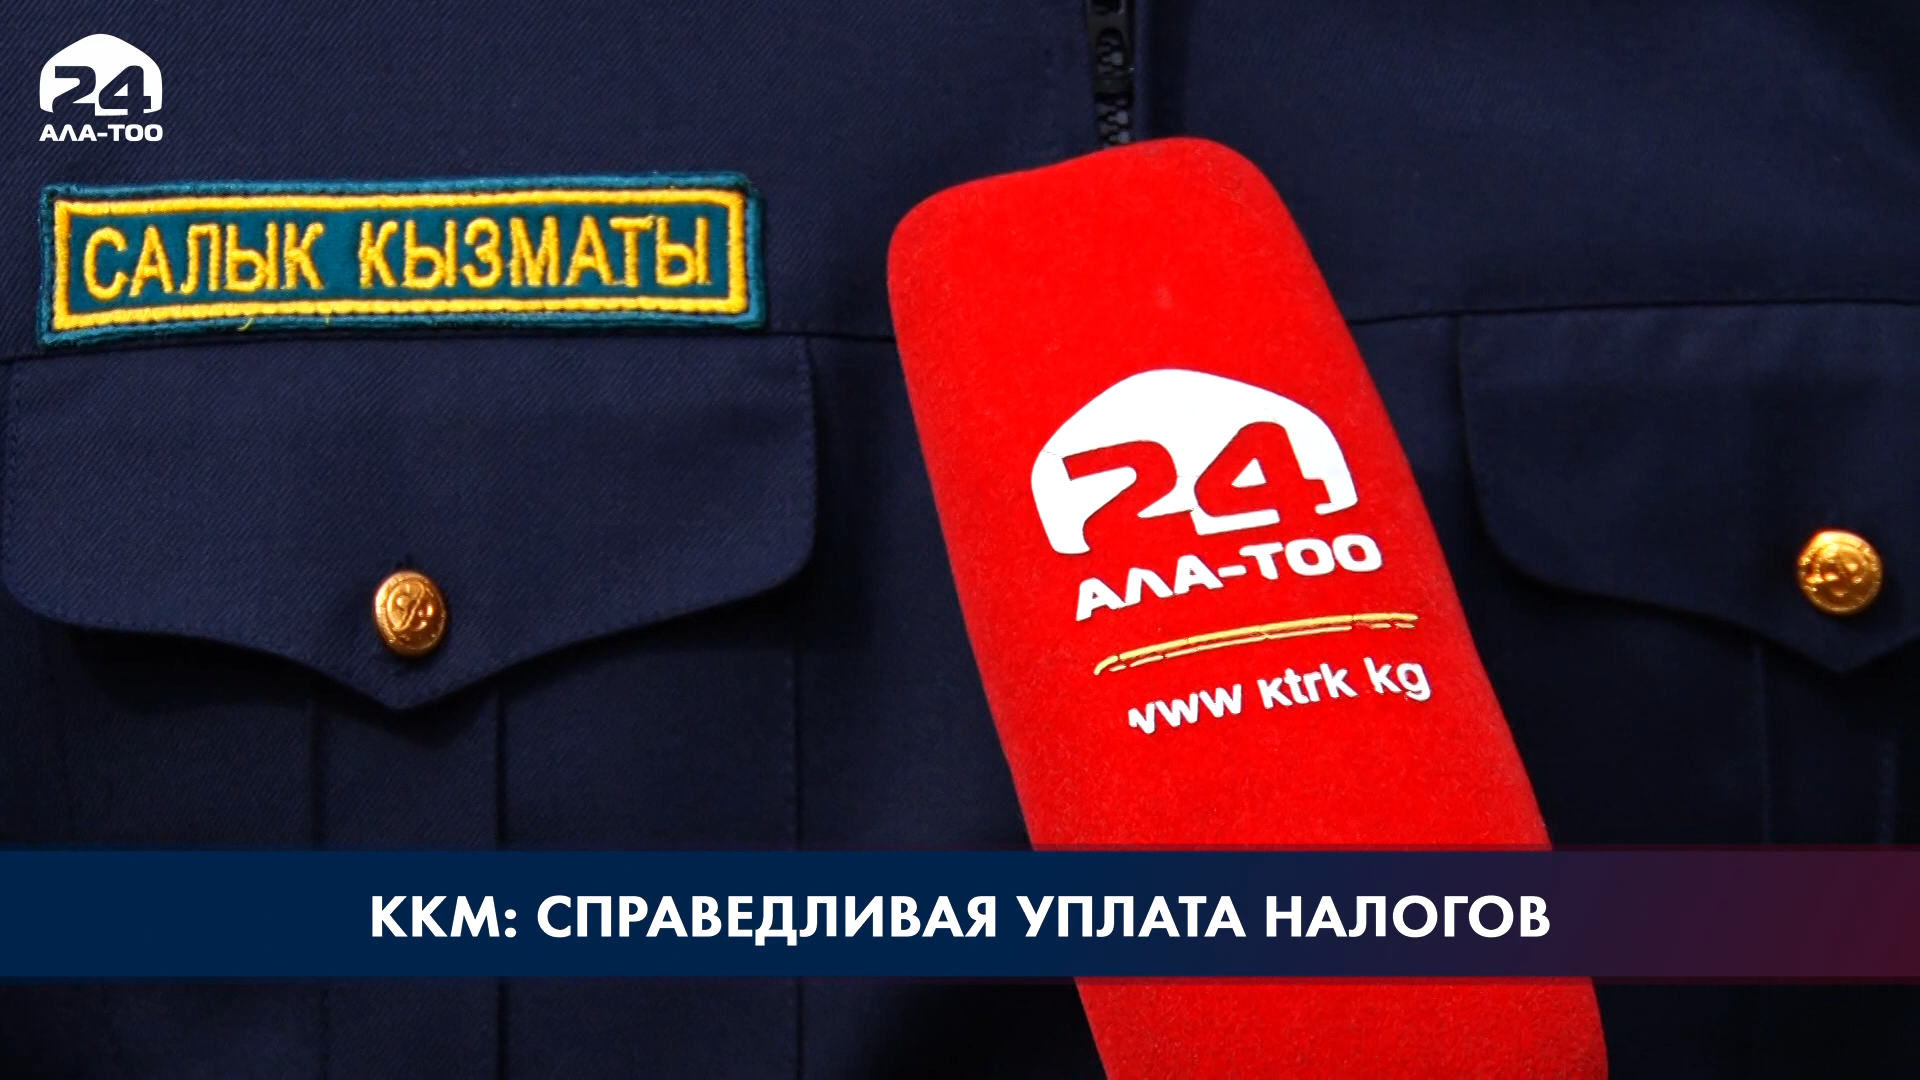 24
АЛА-ТОО
САЛЫК КЫЗМАТЫ
24
АЛА-ТОО
www ktrk kg
ККМ: СПРАВЕДЛИВАЯ УПЛАТА НАЛОГОВ